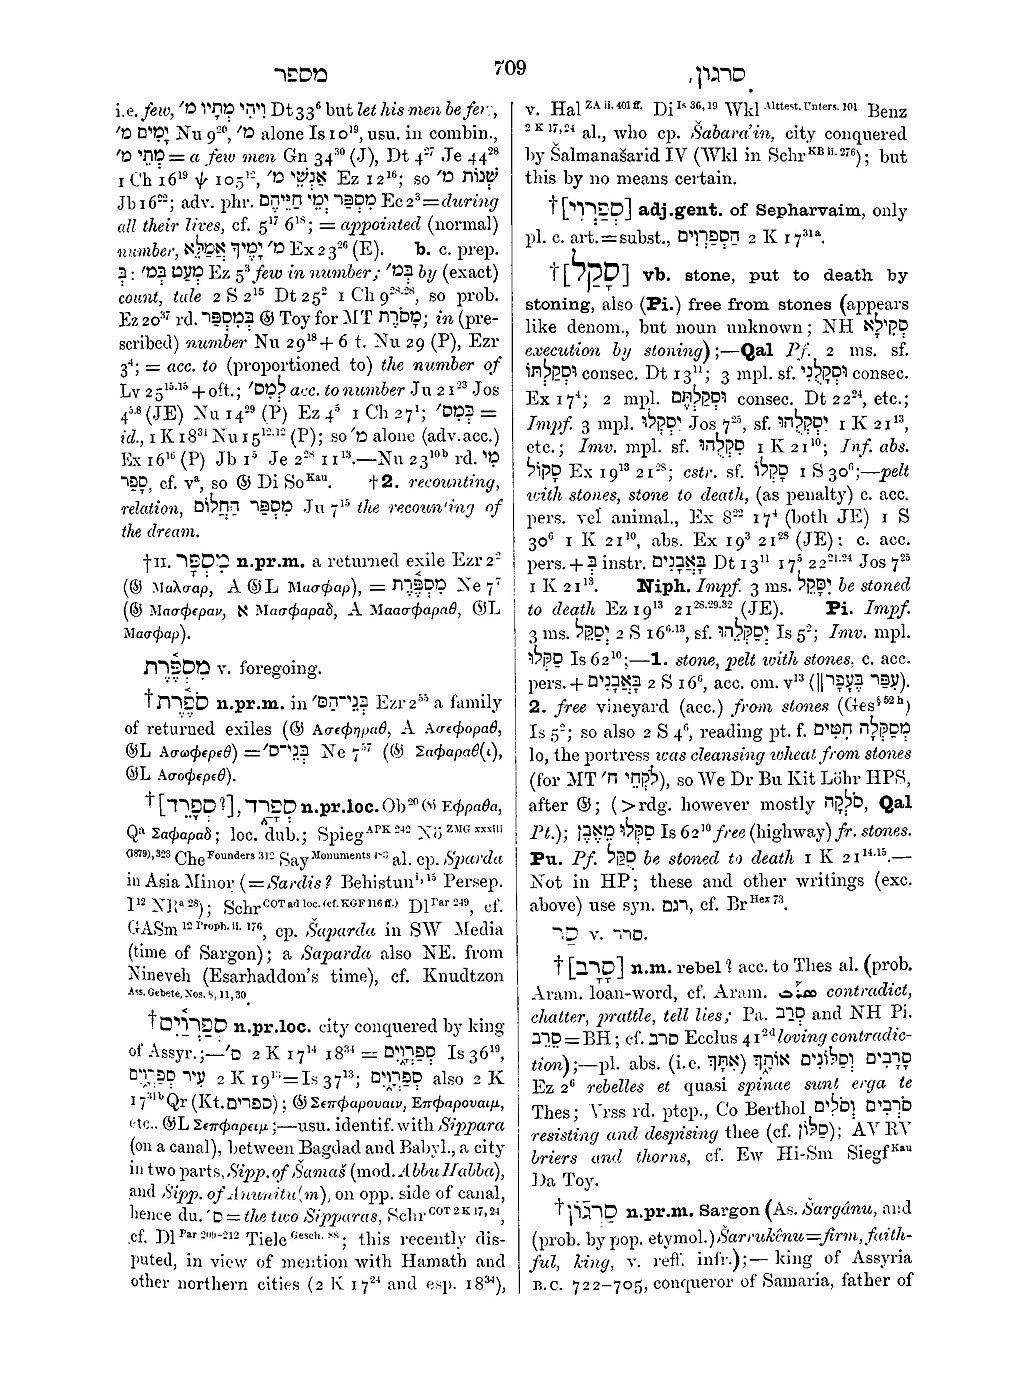 מספר
709
סרגון,
i.e. few, וִיהִי מְתָיו מ׳ Dt 33⁶ but let his men be few,
יָמִים מ׳ Nu 9²⁰, מ׳ alone Is 10¹⁹, usu. in combin.,
מְתֵי מ׳ = a few men Gn 34³⁰ (J), Dt 4²⁷ Je 44²⁸
1 Ch 16¹⁹ ψ 105¹², אַנְשֵׁי מ׳ Ez 12¹⁶; so שְׁנוֹת מ׳
Jb 16²²; adv. phr. מִסְפַּר יְמֵי חַיֵּיהֶם Ec 2³ = during
all their lives, cf. 5¹⁷ 6¹⁸; = appointed (normal)
number, מ׳ יָמֶיךָ אֲמַלֵּא Ex 23²⁶ (E). b. c. prep.
בְּ: מְעַט בְּמ׳ Ez 5³ few in number; בְּמ׳ by (exact)
count, tale 2 S 2¹⁵ Dt 25² 1 Ch 9²⁸·²⁸, so prob.
Ez 20³⁷ rd. בְּמִסְפָּר 𝔊 Toy for MT מָסֹרֶת; in (pre-
scribed) number Nu 29¹⁸ + 6 t. Nu 29 (P), Ezr
3⁴; = acc. to (proportioned to) the number of
Lv 25¹⁵·¹⁵ + oft.; לְמִס׳ acc. to number Ju 21²³ Jos
4⁵·⁸ (JE) Nu 14²⁹ (P) Ez 4⁵ 1 Ch 27¹; בְּמִס׳ =
id., 1 K 18³¹ Nu 15¹²·¹² (P); so מ׳ alone (adv. acc.)
Ex 16¹⁶ (P) Jb 1⁵ Je 2²⁸ 11¹³.—Nu 23¹⁰ᵇ rd. מִי
סָפַר, cf. vᵃ, so 𝔊 Di So^Kau. †2. recounting,
relation, מִסְפַּר הַחֲלוֹם Ju 7¹⁵ the recounting of
the dream.
†II. מִסְפָּר n.pr.m. a returned exile Ezr 2²
(𝔊 Μαλσαρ, A 𝔊L Μασφαρ), = מִסְפֶּרֶת Ne 7⁷
(𝔊 Μασφεραν, א Μασφαραδ, A Μαασφαραθ, 𝔊L
Μασφαρ).
מִסְפֶּרֶת v. foregoing.
†סֹפֶרֶת n.pr.m. in בְּנֵי־הַסּ׳ Ezr 2⁵⁵ a family
of returned exiles (𝔊 Ασεφηραθ, A Ασεφοραθ,
𝔊L Ασωφερεθ) = בְּנֵי־ס׳ Ne 7⁵⁷ (𝔊 Σαφαραθ(ι),
𝔊L Ασοφερεθ).
†[סְפָרֵד?], סְפָרַד n.pr.loc. Ob²⁰ (𝔊 Εφραθα,
Qᵃ Σαφαραδ; loc. dub.; Spieg^APK 242 Nö^ZMG xxxiii
(1879), 323 Che^Founders 312 Say^Monuments al. cp. Sparda
in Asia Minor (= Sardis? Behistun^i, 15 Persep.
I¹² NRᵃ ²⁸); Schr^COT ad loc. (cf. KGF 116 ff.) Dl^Par 249, cf.
GASm^12 Proph. ii. 176, cp. Šaparda in SW Media
(time of Sargon); a Saparda also NE. from
Nineveh (Esarhaddon's time), cf. Knudtzon
Ass. Gebete, Nos. 8, 11, 30.
†סְפַרְוַיִם n.pr.loc. city conquered by king
of Assyr.;—ס׳ 2 K 17¹⁴ 18³⁴ = סְפַרְוָיִם Is 36¹⁹,
עִיר סְפַרְוָיִם 2 K 19¹³ = Is 37¹³; סְפַרְוָיִם also 2 K
17³¹ᵇ Qr (Kt. ספרים); 𝔊 Σεπφαρουαιν, Επφαρουαιμ,
etc., 𝔊L Σεπφαρειμ;—usu. identif. with Sippara
(on a canal), between Bagdad and Babyl., a city
in two parts, Sipp. of Šamaš (mod. Abbu Habba),
and Sipp. of Anunitu(m), on opp. side of canal,
hence du. ס׳ = the two Sipparas, Schr^COT 2 K 17, 24,
cf. Dl^Par 209–212 Tiele^Gesch. 88; this recently dis-
puted, in view of mention with Hamath and
other northern cities (2 K 17²⁴ and esp. 18³⁴),
v. Hal^ZA ii. 401 ff. Di^Is 36, 19 Wkl^Alttest. Unters. 101 Benz
2 K 17, 24 al., who cp. Šabara'in, city conquered
by Šalmanašarid IV (Wkl in Schr^KB ii. 276); but
this by no means certain.
†[סְפַרְוִי] adj.gent. of Sepharvaim, only
pl. c. art. = subst., הַסְפַרְוִים 2 K 17³¹ᵃ.
†[סָקַל] vb. stone, put to death by
stoning, also (Pi.) free from stones (appears
like denom., but noun unknown; NH סְקִילָא
execution by stoning);—Qal Pf. 2 ms. sf.
וּסְקַלְתּוֹ consec. Dt 13¹¹; 3 mpl. sf. וּסְקָלֻנִי consec.
Ex 17⁴; 2 mpl. וּסְקַלְתֶּם consec. Dt 22²⁴, etc.;
Impf. 3 mpl. יִסְקְלוּ Jos 7²⁵, sf. יִסְקְלֻהוּ 1 K 21¹³,
etc.; Imv. mpl. sf. סִקְלֻהוּ 1 K 21¹⁰; Inf. abs.
סָקוֹל Ex 19¹³ 21²⁸; cstr. sf. סָקְלוֹ 1 S 30⁶;—pelt
with stones, stone to death, (as penalty) c. acc.
pers. vel animal., Ex 8²² 17⁴ (both JE) 1 S
30⁶ 1 K 21¹⁰, abs. Ex 19³ 21²⁸ (JE); c. acc.
pers. + בְּ instr. בָּאֲבָנִים Dt 13¹¹ 17⁵ 22²¹·²⁴ Jos 7²⁵
1 K 21¹³. Niph. Impf. 3 ms. יִסָּקֵל be stoned
to death Ex 19¹³ 21²⁸·²⁹·³² (JE). Pi. Impf.
3 ms. יְסַקֵּל 2 S 16⁶·¹³, sf. יְסַקְּלֵהוּ Is 5²; Imv. mpl.
סַקְּלוּ Is 62¹⁰;—1. stone, pelt with stones, c. acc.
pers. + בָּאֲבָנִים 2 S 16⁶, acc. om. v¹³ (‖עִפַּר בֶּעָפָר).
2. free vineyard (acc.) from stones (Ges^§ 52 h)
Is 5²; so also 2 S 4⁶, reading pt. f. מְסַקְּלָה חִטִּים
lo, the portress was cleansing wheat from stones
(for MT לֹקְחֵי ח׳), so We Dr Bu Kit Löhr HPS,
after 𝔊; (> rdg. however mostly סֹלְקָה, Qal
Pt.); סַקְּלוּ מֵאֶבֶן Is 62¹⁰ free (highway) fr. stones.
Pu. Pf. סֻקַּל be stoned to death 1 K 21¹⁴·¹⁵.—
Not in HP; these and other writings (exc.
above) use syn. רגם, cf. Br^Hex 73.
סַר v. סרר.
†[סָרָב] n.m. rebel? acc. to Thes al. (prob.
Aram. loan-word, cf. Aram. contradict,
chatter, prattle, tell lies; Pa. סָרֵב and NH Pi.
סֵרַב = BH; cf. סרב Ecclus 41²ᵈ loving contradic-
tion);—pl. abs. (i.e. אִתָּךְ) סָרָבִים וְסַלּוֹנִים אוֹתָךְ
Ez 2⁶ rebelles et quasi spinae sunt erga te
Thes; Vrss rd. ptcp., Co Berthol סֹרְבִים וְסֹלִים
resisting and despising thee (cf. סִלּוֹן); AV RV
briers and thorns, cf. Ew Hi-Sm Siegf^Kau
Da Toy.
†סַרְגוֹן n.pr.m. Sargon (As. Šargánu, and
(prob. by pop. etymol.) Šarrukênu = firm, faith-
ful, king, v. reff. infr.);— king of Assyria
B.C. 722–705, conqueror of Samaria, father of